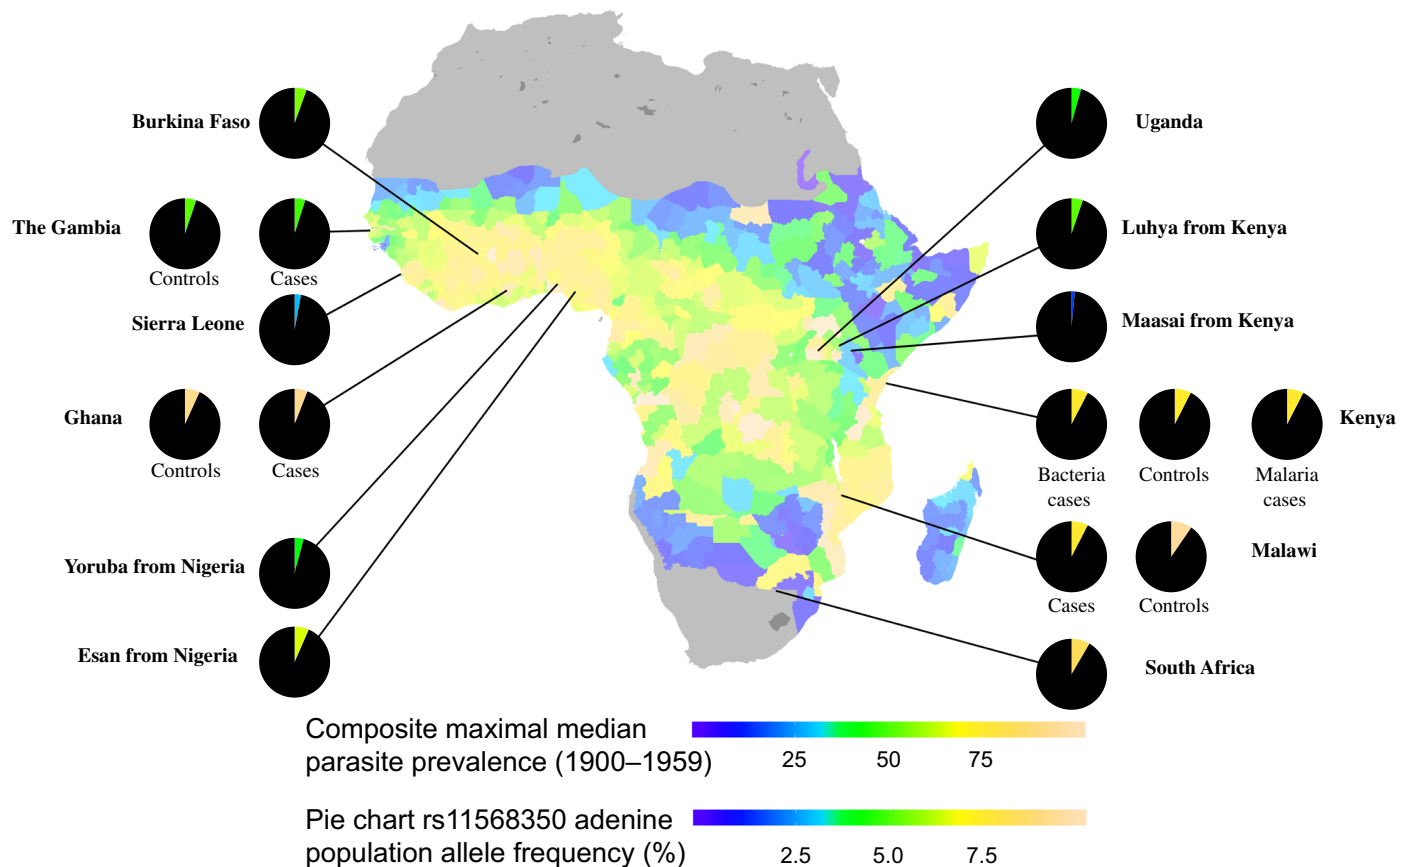 Burkina Faso
Uganda
The Gambia
Controls
Cases
Luhya from Kenya
Sierra Leone
Maasai from Kenya
Ghana
Controls
Cases
Kenya
Bacteria
cases
Controls
Malaria
cases
Yoruba from Nigeria
Malawi
Cases
Controls
Esan from Nigeria
South Africa
Composite maximal median
parasite prevalence (1900–1959)
25 50 75
Pie chart rs11568350 adenine
population allele frequency (%)
2.5 5.0 7.5